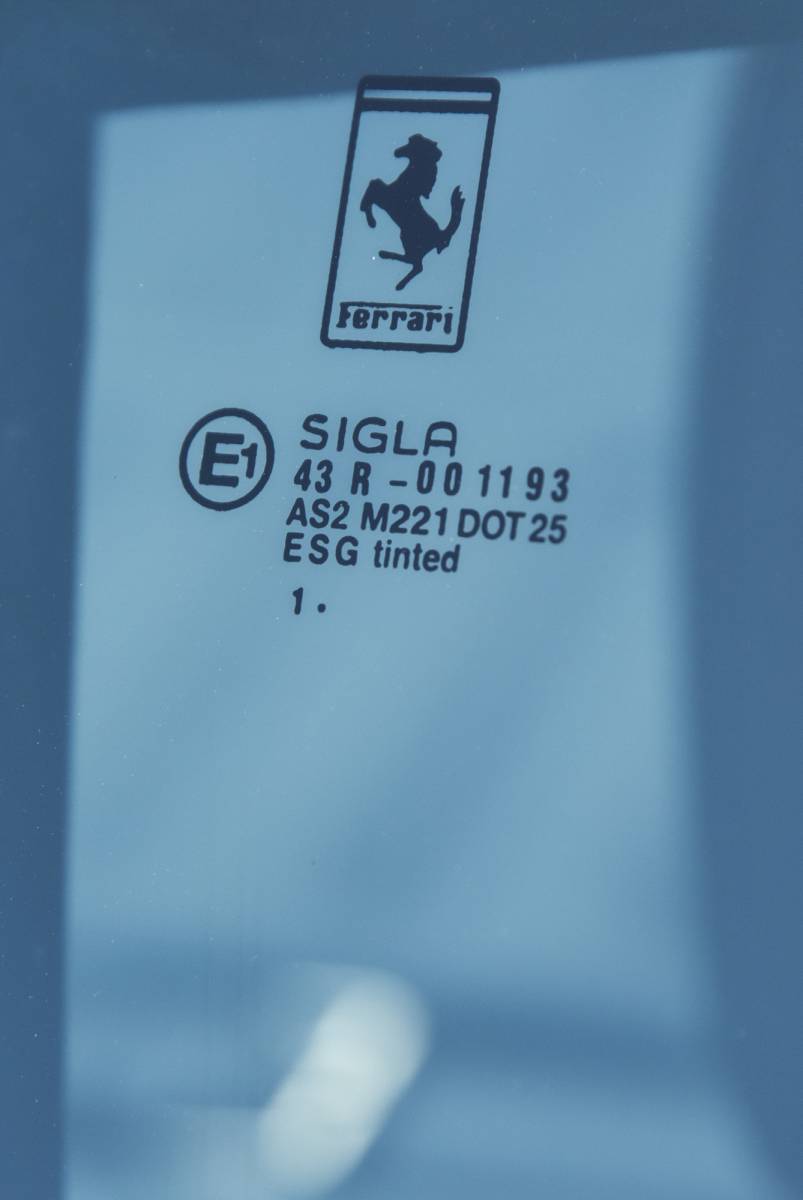 Ferrari
E1
SIGLA
43 R -00 1193
AS2 M221 DOT 25
ESG tinted
1 .